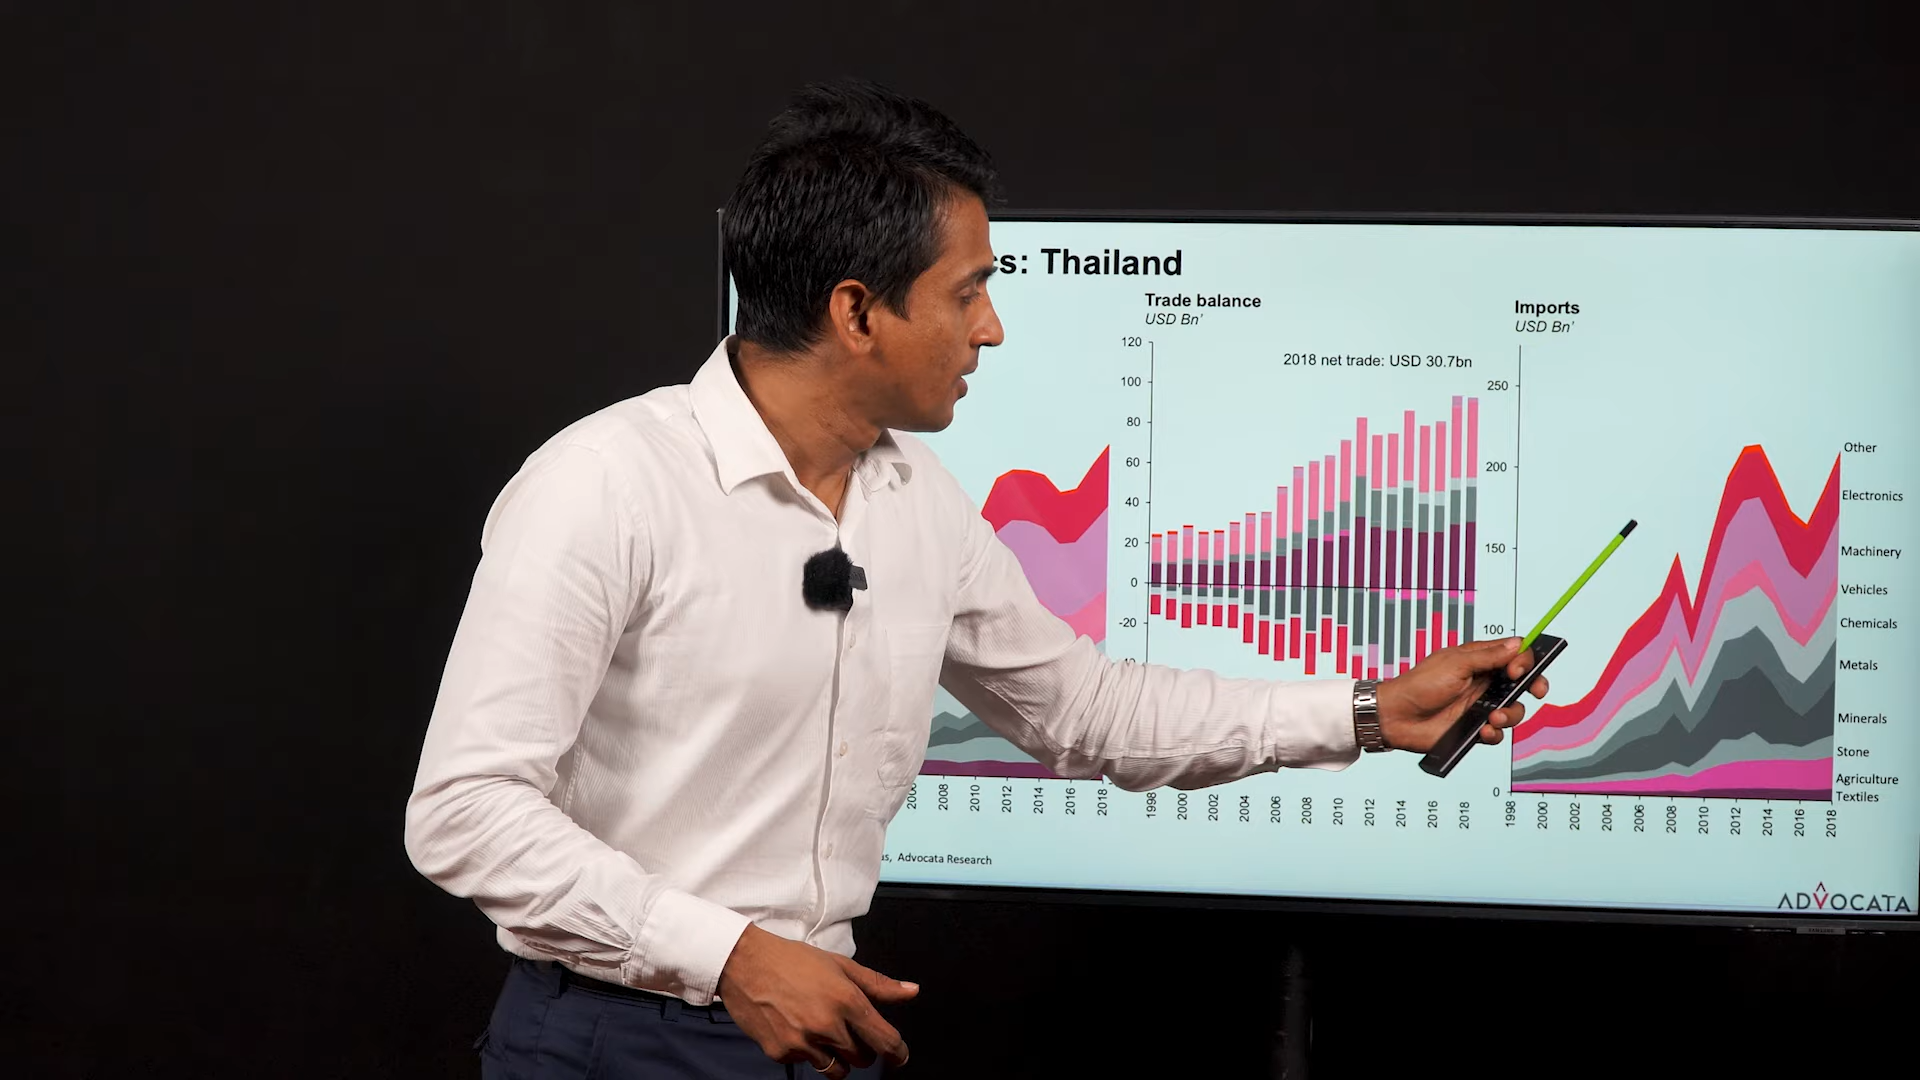 cs: Thailand
Trade balance
USD Bn’
120
100
80
60
40
20
0
-20
2018 net trade: USD 30.7bn
1998
2000
2002
2004
2006
2008
2010
2012
2014
2016
2018
Imports
USD Bn’
250
200
150
100
0
1998
2000
2002
2004
2006
2008
2010
2012
2014
2016
2018
Other
Electronics
Machinery
Vehicles
Chemicals
Metals
Minerals
Stone
Agriculture
Textiles
2008
2010
2012
2014
2016
2018
Advocata Research
ADVOCATA